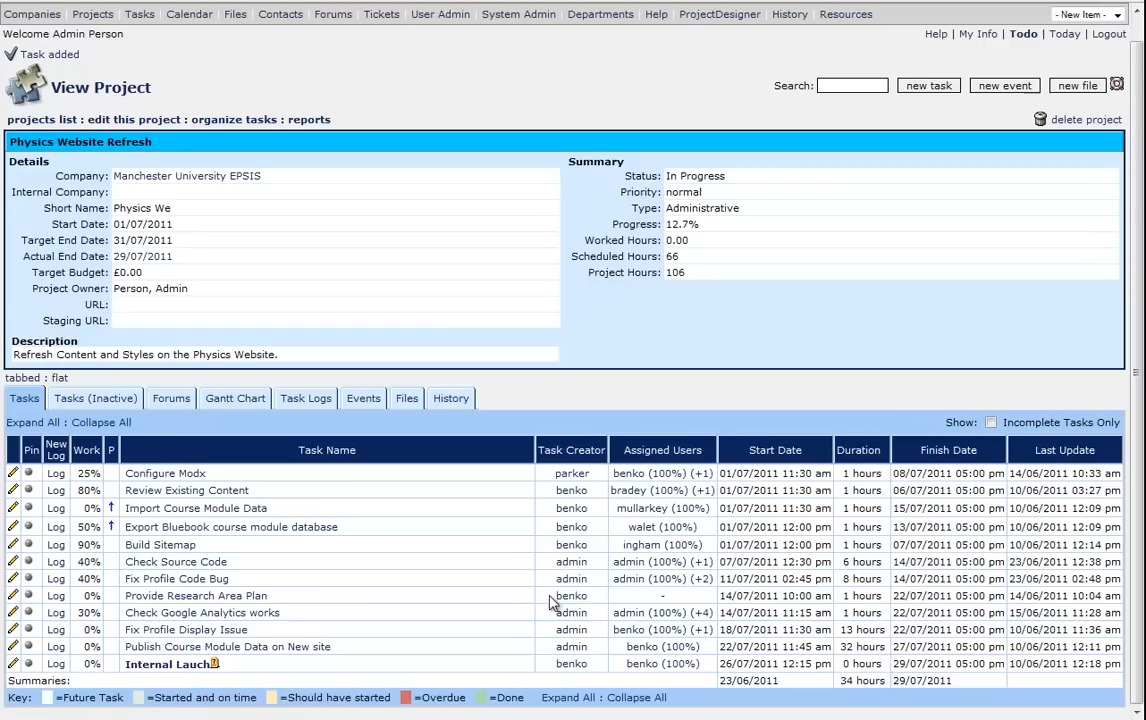 Companies Projects Tasks Calendar Files Contacts Forums Tickets User Admin System Admin Departments Help ProjectDesigner History Resources - New Item -
Welcome Admin Person Help | My Info | Todo | Today | Logout
Task added
View Project Search: new task new event new file
projects list : edit this project : organize tasks : reports delete project
Physics Website Refresh
Details Summary
Company: Manchester University EPSIS Status: In Progress
Internal Company: Priority: normal
Short Name: Physics We Type: Administrative
Start Date: 01/07/2011 Progress: 12.7%
Target End Date: 31/07/2011 Worked Hours: 0.00
Actual End Date: 29/07/2011 Scheduled Hours: 66
Target Budget: £0.00 Project Hours: 106
Project Owner: Person, Admin
URL:
Staging URL:
Description
Refresh Content and Styles on the Physics Website.
tabbed : flat
Tasks Tasks (Inactive) Forums Gantt Chart Task Logs Events Files History
Expand All : Collapse All Show: Incomplete Tasks Only
Pin New Log Work P Task Name Task Creator Assigned Users Start Date Duration Finish Date Last Update
Log 25% Configure Modx parker benko (100%) (+1) 01/07/2011 11:30 am 1 hours 08/07/2011 05:00 pm 14/06/2011 10:33 am
Log 80% Review Existing Content benko bradey (100%) (+1) 01/07/2011 11:30 am 1 hours 06/07/2011 05:00 pm 10/06/2011 03:27 pm
Log 0% Import Course Module Data benko mullarkey (100%) 01/07/2011 11:30 am 1 hours 15/07/2011 05:00 pm 10/06/2011 12:09 pm
Log 50% Export Bluebook course module database benko walet (100%) 01/07/2011 12:00 pm 1 hours 13/07/2011 05:00 pm 10/06/2011 12:09 pm
Log 90% Build Sitemap benko ingham (100%) 01/07/2011 12:00 pm 1 hours 07/07/2011 05:00 pm 10/06/2011 12:14 pm
Log 40% Check Source Code admin admin (100%) (+1) 07/07/2011 12:30 pm 6 hours 14/07/2011 05:00 pm 23/06/2011 12:38 pm
Log 40% Fix Profile Code Bug admin admin (100%) (+2) 11/07/2011 02:45 pm 8 hours 14/07/2011 05:00 pm 23/06/2011 02:48 pm
Log 0% Provide Research Area Plan benko - 14/07/2011 10:00 am 1 hours 22/07/2011 05:00 pm 14/06/2011 10:04 am
Log 30% Check Google Analytics works admin admin (100%) (+4) 14/07/2011 11:15 am 1 hours 22/07/2011 05:00 pm 15/06/2011 11:28 am
Log 0% Fix Profile Display Issue admin benko (100%) (+1) 18/07/2011 11:30 am 13 hours 22/07/2011 05:00 pm 10/06/2011 11:36 am
Log 0% Publish Course Module Data on New site admin benko (100%) 22/07/2011 11:45 am 32 hours 27/07/2011 05:00 pm 10/06/2011 12:11 pm
Log 0% Internal Lauch benko benko (100%) 26/07/2011 12:15 pm 0 hours 29/07/2011 05:00 pm 10/06/2011 12:18 pm
Summaries: 23/06/2011 34 hours 29/07/2011
Key: =Future Task =Started and on time =Should have started =Overdue =Done Expand All : Collapse All